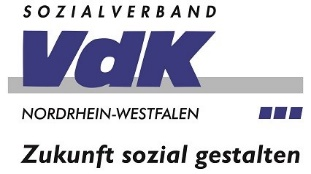 SOZIALVERBAND
VdK
NORDRHEIN-WESTFALEN
Zukunft sozial gestalten